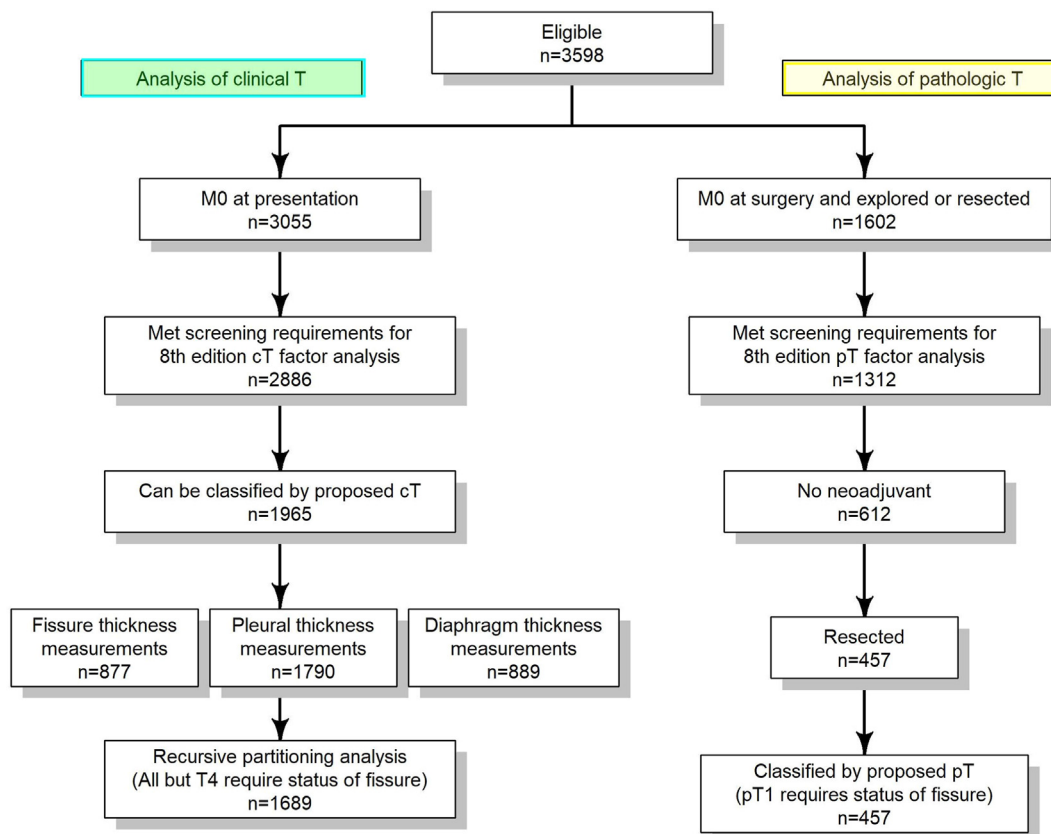 Eligible
n=3598
Analysis of clinical T
Analysis of pathologic T
M0 at presentation
n=3055
M0 at surgery and explored or resected
n=1602
Met screening requirements for
8th edition cT factor analysis
n=2886
Met screening requirements for
8th edition pT factor analysis
n=1312
Can be classified by proposed cT
n=1965
No neoadjuvant
n=612
Fissure thickness
measurements
n=877
Pleural thickness
measurements
n=1790
Diaphragm thickness
measurements
n=889
Resected
n=457
Recursive partitioning analysis
(All but T4 require status of fissure)
n=1689
Classified by proposed pT
(pT1 requires status of fissure)
n=457